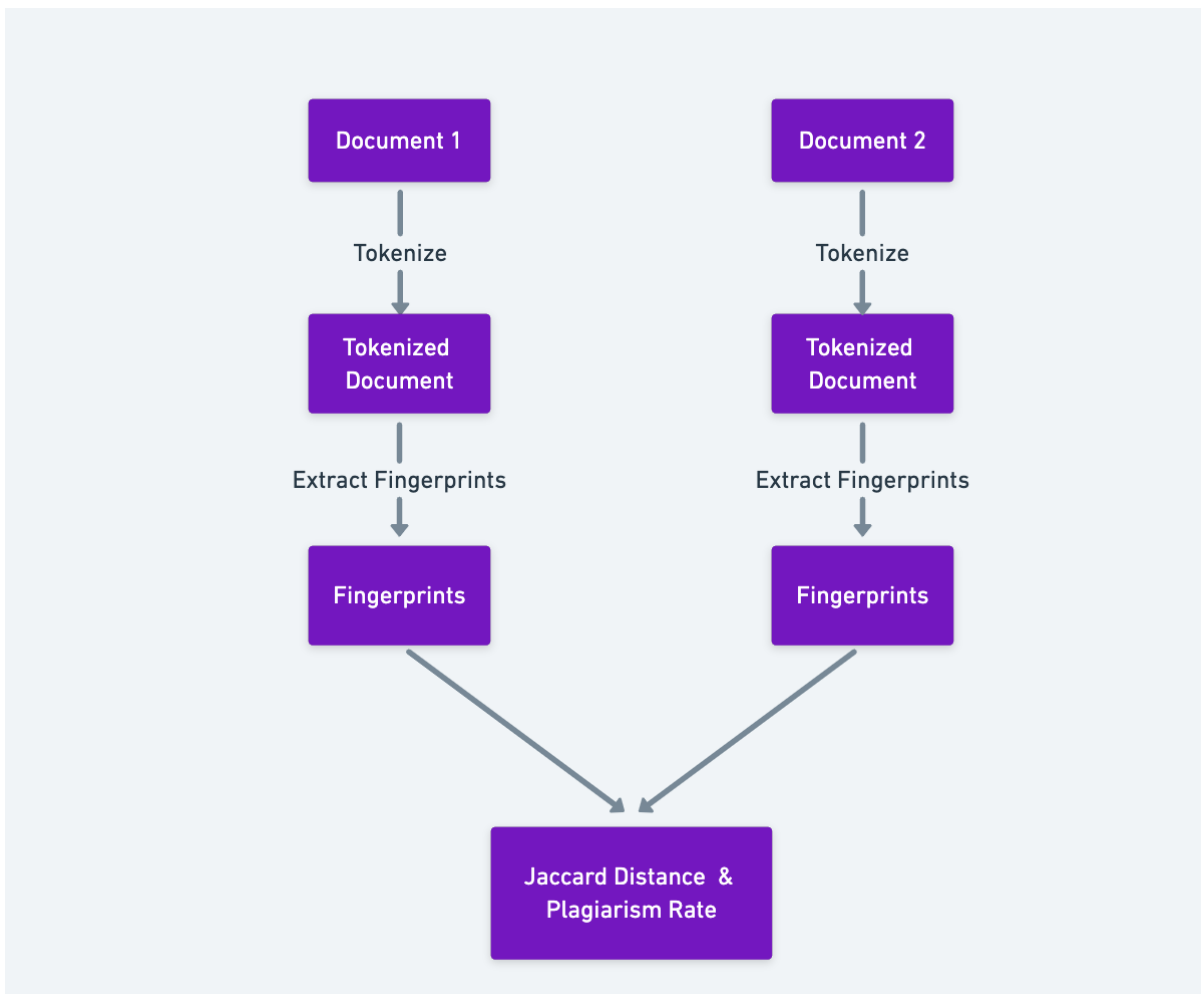 Document 1
Document 2
Tokenize
Tokenize
Tokenized
Document
Tokenized
Document
Extract Fingerprints
Extract Fingerprints
Fingerprints
Fingerprints
Jaccard Distance &
Plagiarism Rate